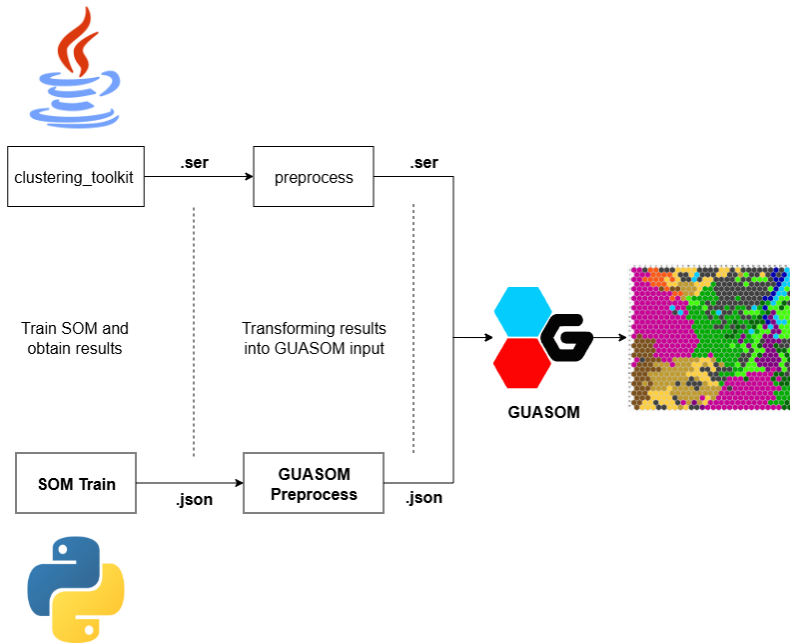 .ser
.ser
clustering_toolkit
preprocess
Train SOM and
obtain results
Transforming results
into GUASOM input
G
GUASOM
SOM Train
GUASOM
Preprocess
.json
.json